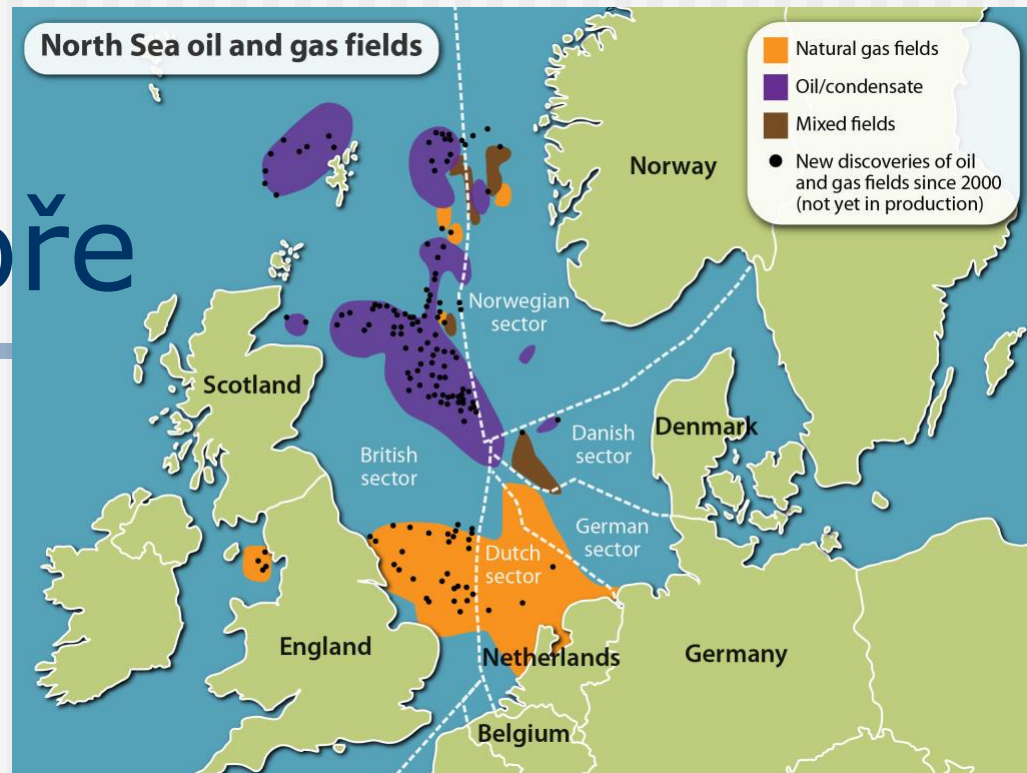 North Sea oil and gas fields
Natural gas fields
Oil/condensate
Mixed fields
New discoveries of oil
and gas fields since 2000
(not yet in production)
Norway
ře
Norwegian
sector
Scotland
Danish
sector
Denmark
British
sector
German
sector
Dutch
sector
England
Netherlands
Germany
Belgium